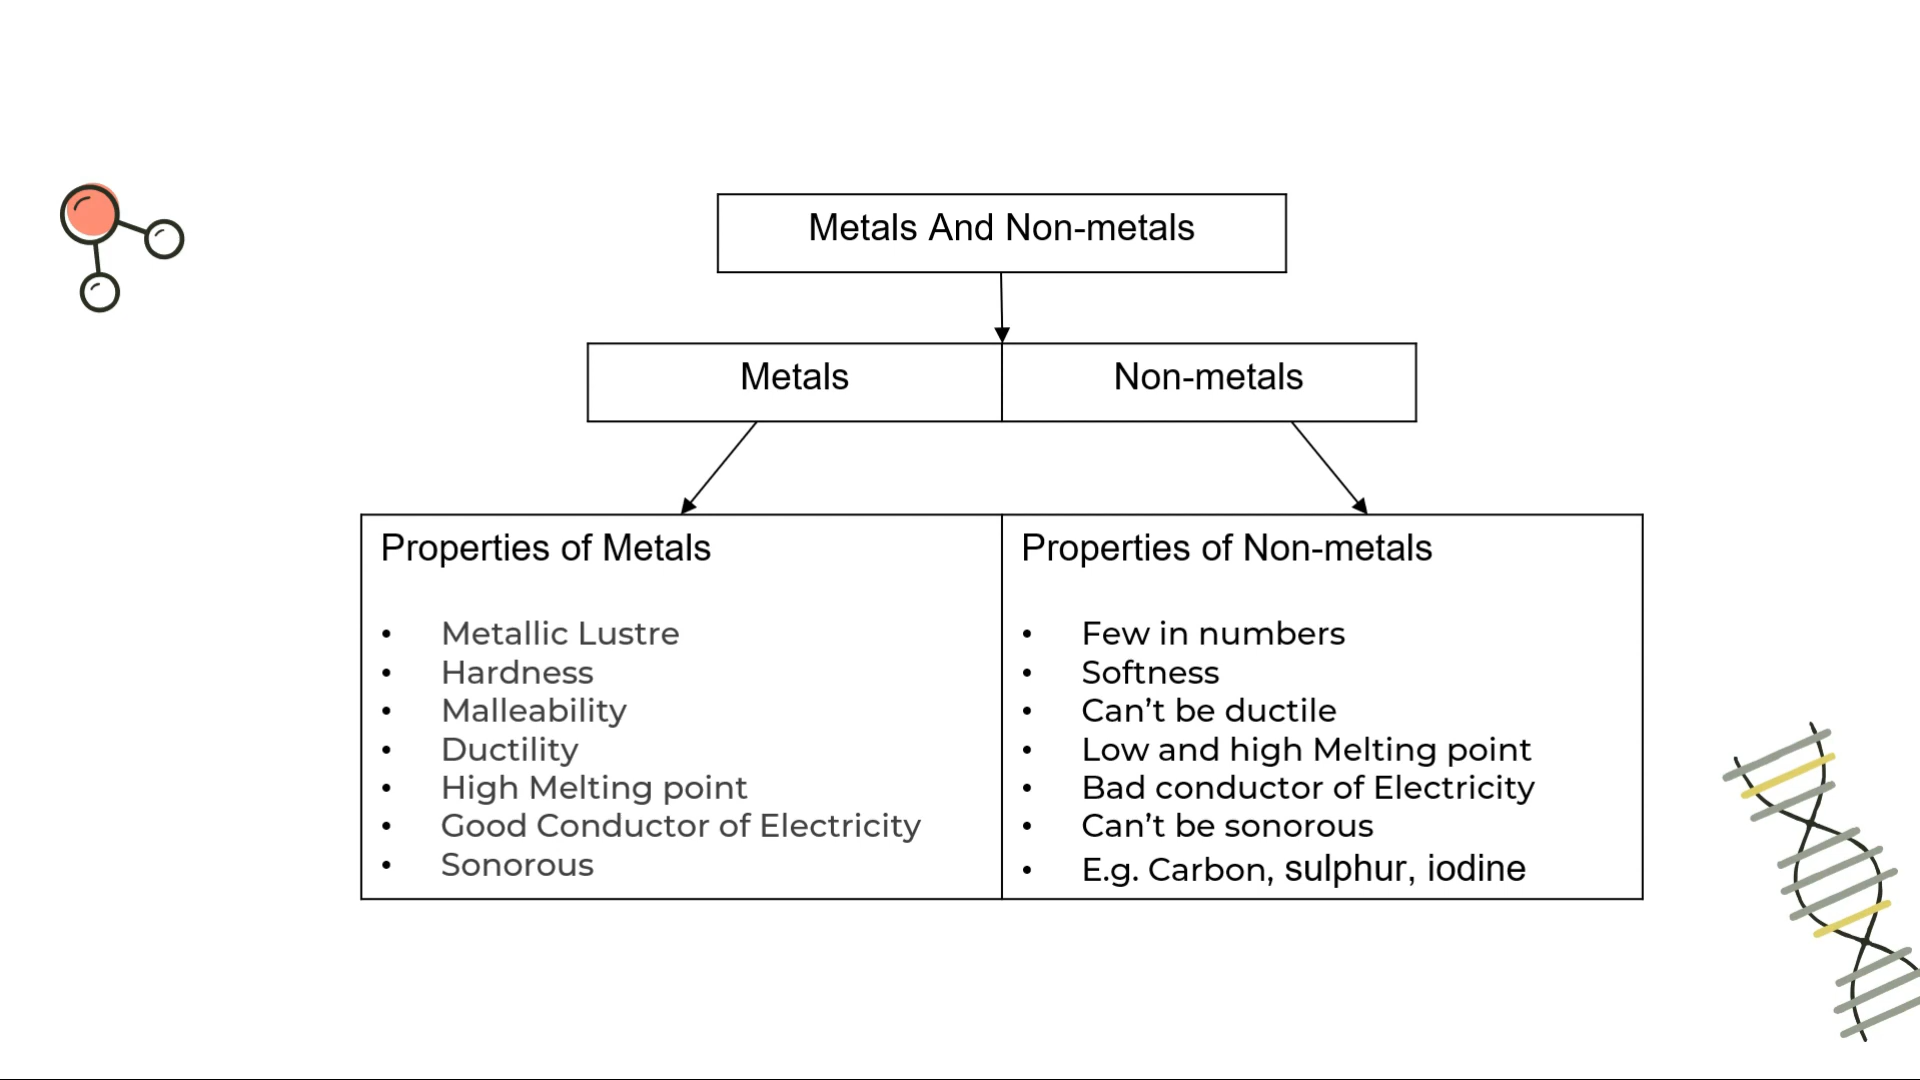 Metals And Non-metals
Metals
Non-metals
Properties of Metals
• Metallic Lustre
• Hardness
• Malleability
• Ductility
• High Melting point
• Good Conductor of Electricity
• Sonorous
Properties of Non-metals
• Few in numbers
• Softness
• Can’t be ductile
• Low and high Melting point
• Bad conductor of Electricity
• Can’t be sonorous
• E.g. Carbon, sulphur, iodine